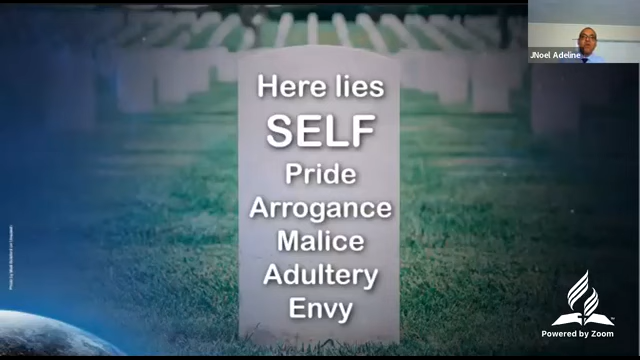 JNoel Adeline
Here lies
SELF
Pride
Arrogance
Malice
Adultery
Envy
Powered by Zoom